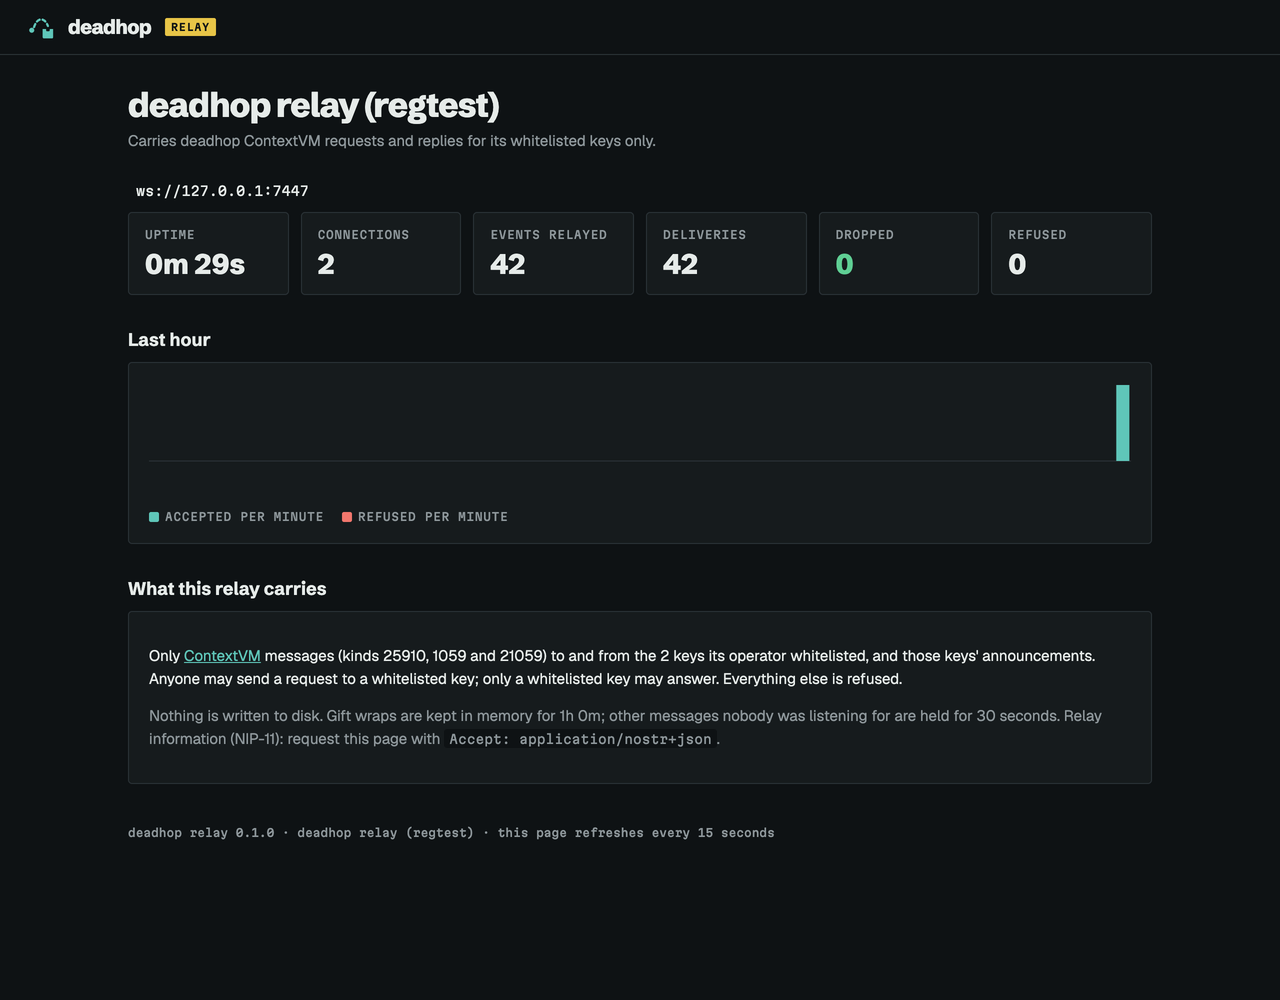 deadhop RELAY
deadhop relay (regtest)
Carries deadhop ContextVM requests and replies for its whitelisted keys only.
ws://127.0.0.1:7447
UPTIME
0m 29s
CONNECTIONS
2
EVENTS RELAYED
42
DELIVERIES
42
DROPPED
0
REFUSED
0
Last hour
ACCEPTED PER MINUTE REFUSED PER MINUTE
What this relay carries
Only ContextVM messages (kinds 25910, 1059 and 21059) to and from the 2 keys its operator whitelisted, and those keys' announcements.
Anyone may send a request to a whitelisted key; only a whitelisted key may answer. Everything else is refused.
Nothing is written to disk. Gift wraps are kept in memory for 1h 0m; other messages nobody was listening for are held for 30 seconds. Relay
information (NIP-11): request this page with Accept: application/nostr+json.
deadhop relay 0.1.0 · deadhop relay (regtest) · this page refreshes every 15 seconds